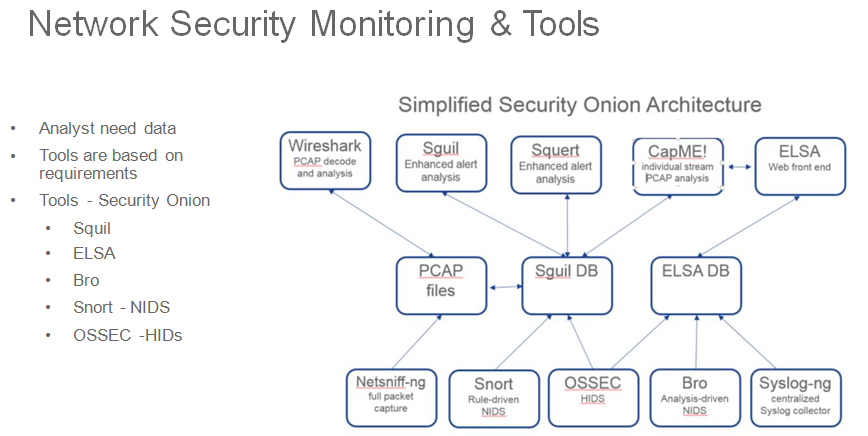 Network Security Monitoring & Tools
• Analyst need data
• Tools are based on
requirements
• Tools - Security Onion
• Squil
• ELSA
• Bro
• Snort - NIDS
• OSSEC -HIDs
Simplified Security Onion Architecture
Wireshark
PCAP decode
and analysis
Sguil
Enhanced alert
analysis
Squert
Enhanced alert
analysis
CapME!
individual stream
PCAP analysis
ELSA
Web front end
PCAP
files
Sguil DB
ELSA DB
Netsniff-ng
full packet
capture
Snort
Rule-driven
NIDS
OSSEC
HIDS
Bro
Analysis-driven
NIDS
Syslog-ng
centralized
Syslog collector